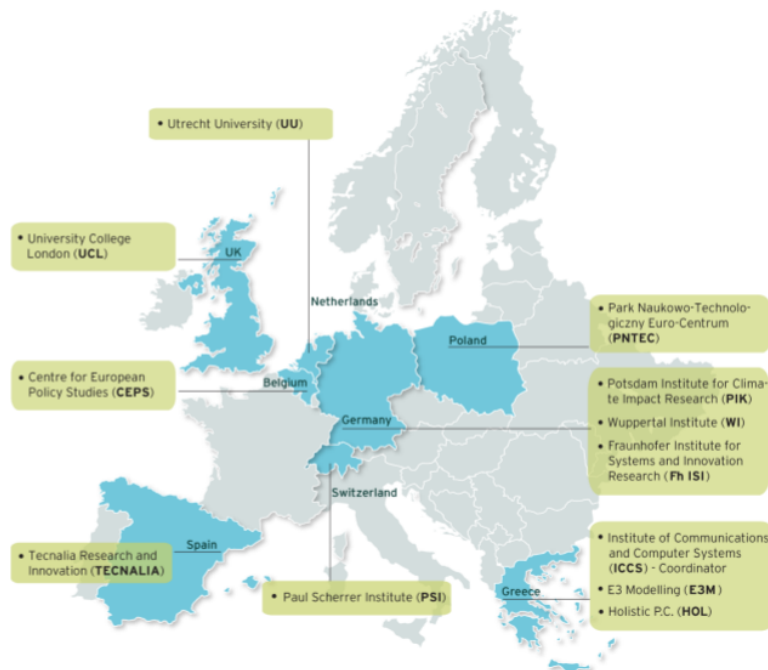 • Utrecht University (UU)
• University College
London (UCL)
UK
Netherlands
• Park Naukowo-Technolo-
giczny Euro-Centrum
(PNTEC)
Poland
• Centre for European
Policy Studies (CEPS)
Belgium
• Potsdam Institute for Clima-
te Impact Research (PIK)
• Wuppertal Institute (WI)
• Fraunhofer Institute for
Systems and Innovation
Research (Fh ISI)
Germany
Switzerland
Spain
• Tecnalia Research and
Innovation (TECNALIA)
• Institute of Communications
and Computer Systems
(ICCS) - Coordinator
• E3 Modelling (E3M)
• Holistic P.C. (HOL)
Greece
• Paul Scherrer Institute (PSI)